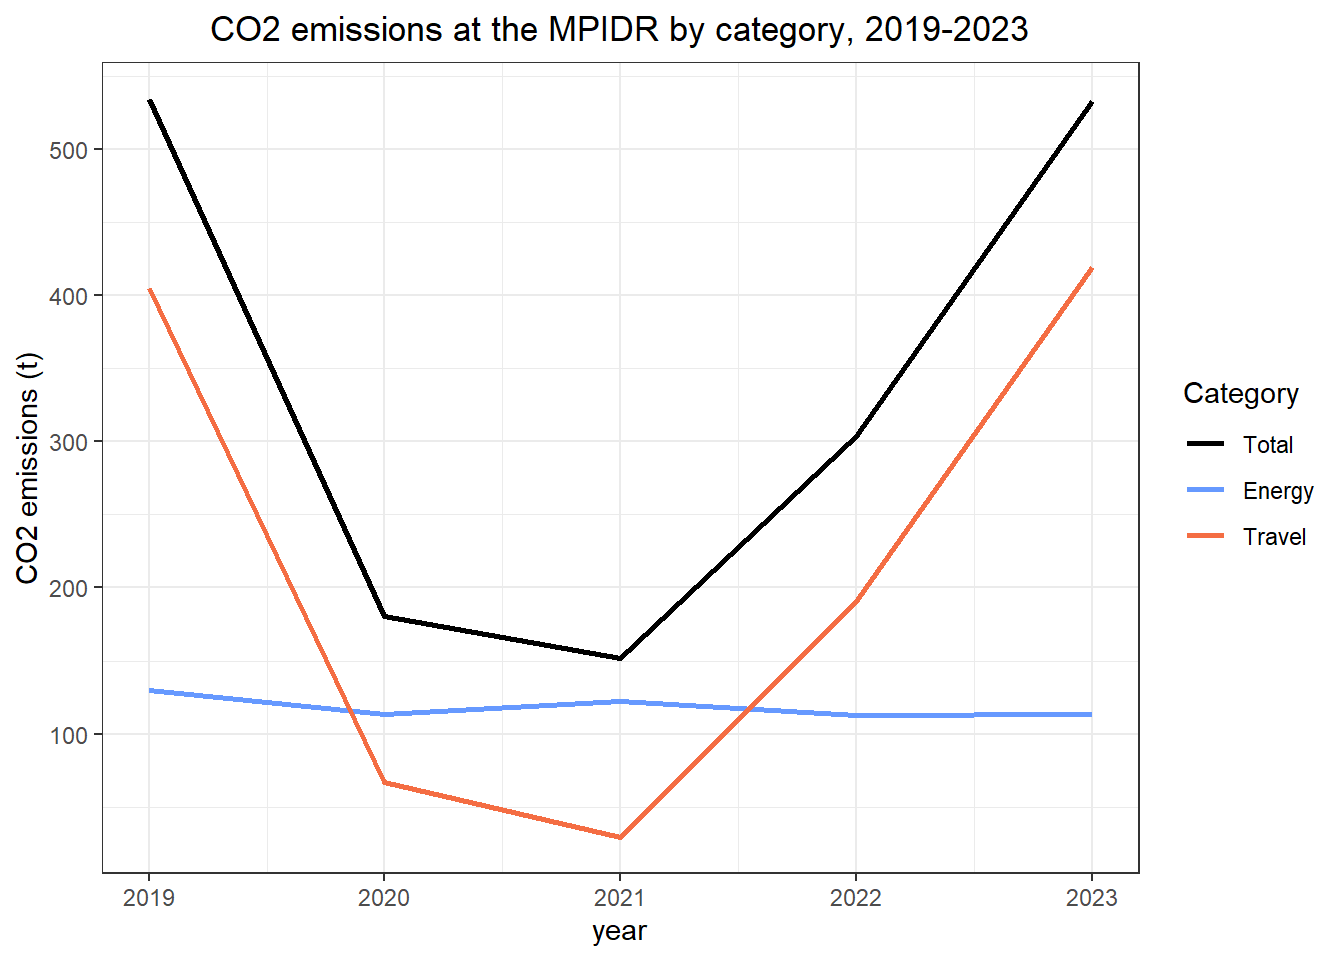 CO2 emissions at the MPIDR by category, 2019-2023
CO2 emissions (t)
500
400
300
200
100
2019 2020 2021 2022 2023
year
Category
Total
Energy
Travel